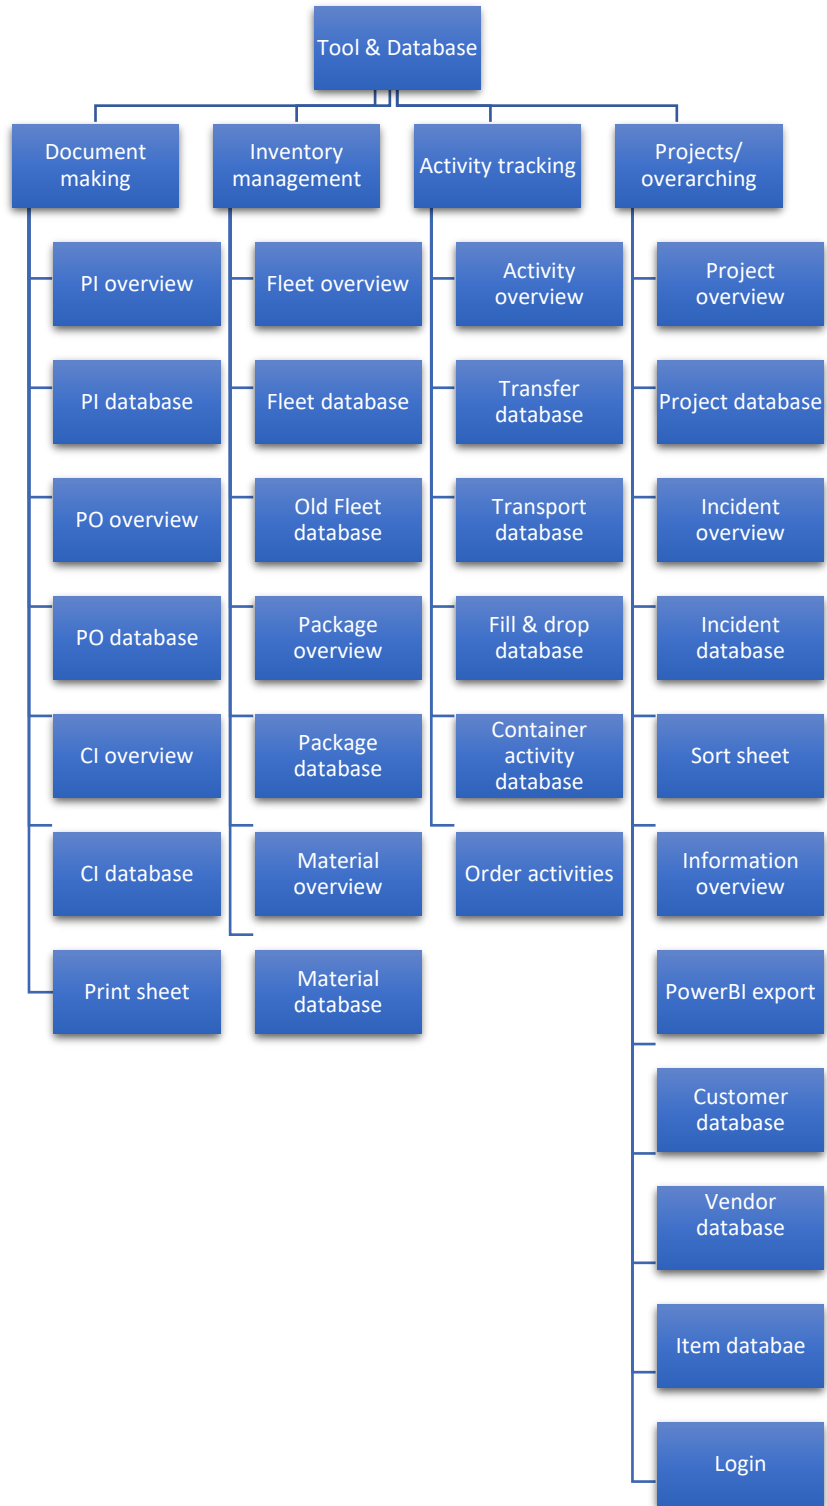 Tool & Database
Document
making
Inventory
management
Activity tracking
Projects/
overarching
PI overview
Fleet overview
Activity
overview
Project
overview
PI database
Fleet database
Transfer
database
Project database
PO overview
Old Fleet
database
Transport
database
Incident
overview
PO database
Package
overview
Fill & drop
database
Incident
database
CI overview
Package
database
Container
activity
database
Sort sheet
CI database
Material
overview
Order activities
Information
overview
Print sheet
Material
database
PowerBI export
Customer
database
Vendor
database
Item databae
Login